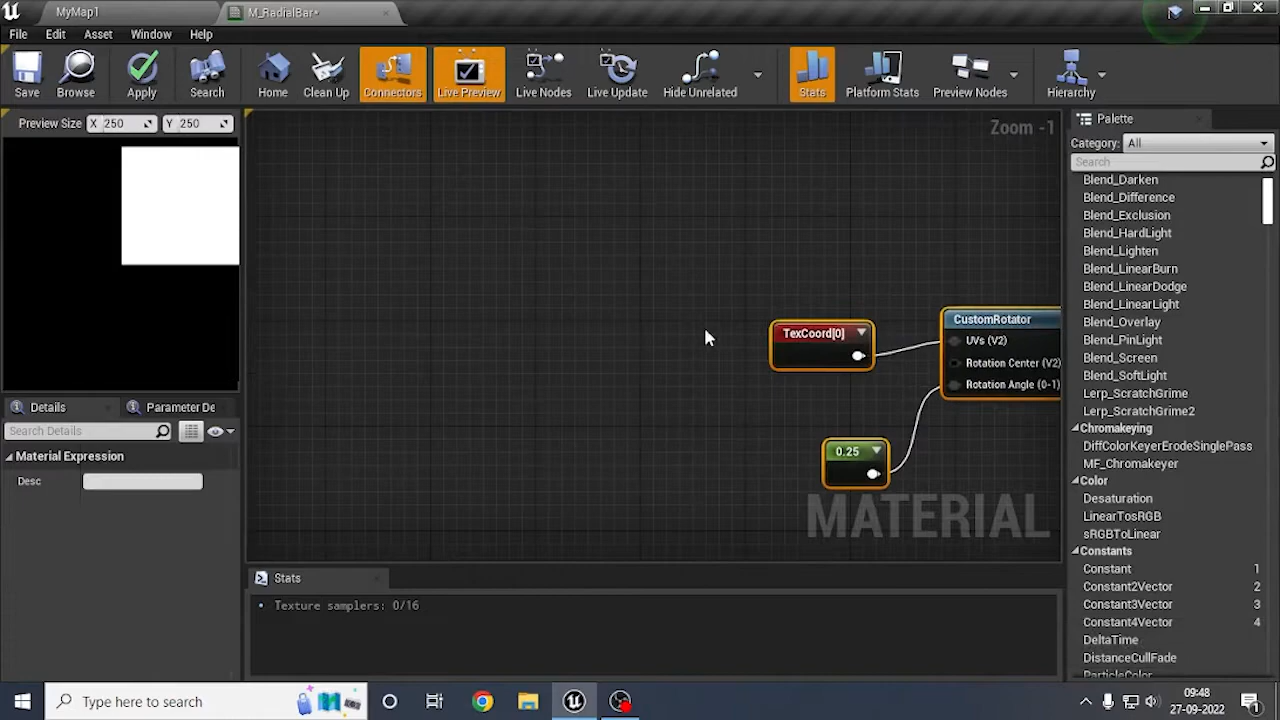 MyMap1
M_RadialBar*
File Edit Asset Window Help
Save
Browse
Apply
Search
Home
Clean Up
Connectors
Live Preview
Live Nodes
Live Update
Hide Unrelated
Stats
Platform Stats
Preview Nodes
Hierarchy
Preview Size X 250 Y 250
Zoom -1
Palette
Category: All
Search
Blend_Darken
Blend_Difference
Blend_Exclusion
Blend_HardLight
Blend_Lighten
Blend_LinearBurn
Blend_LinearDodge
Blend_LinearLight
Blend_Overlay
Blend_PinLight
Blend_Screen
Blend_SoftLight
Lerp_ScratchGrime
Lerp_ScratchGrime2
Chromakeying
DiffColorKeyerErodeSinglePass
MF_Chromakeyer
Color
Desaturation
LinearTosRGB
sRGBToLinear
Constants
Constant 1
Constant2Vector 2
Constant3Vector 3
Constant4Vector 4
DeltaTime
DistanceCullFade
TexCoord[0]
CustomRotator
UVs (V2)
Rotation Center (V2)
Rotation Angle (0-1)
0.25
MATERIAL
Details
Parameter De
Search Details
Material Expression
Desc
Stats
Texture samplers: 0/16
Type here to search
09:48
27-09-2022
1